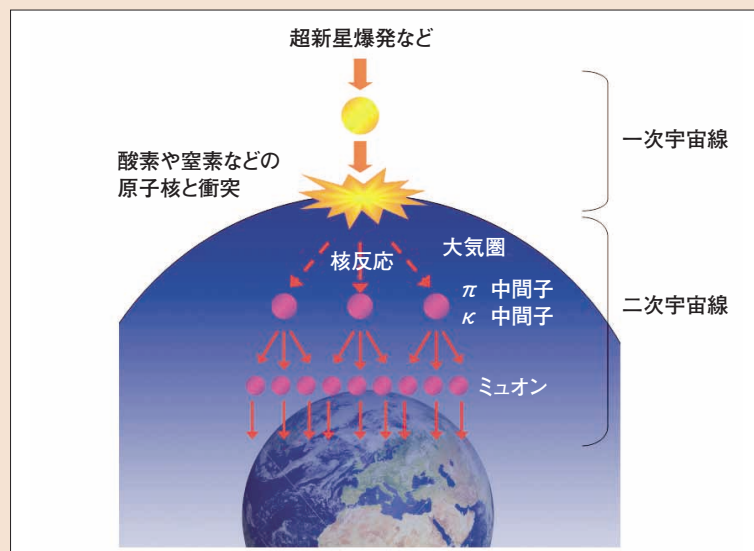 超新星爆発など
一次宇宙線
酸素や窒素などの
原子核と衝突
大気圏
核反応
π 中間子
κ 中間子
二次宇宙線
ミュオン